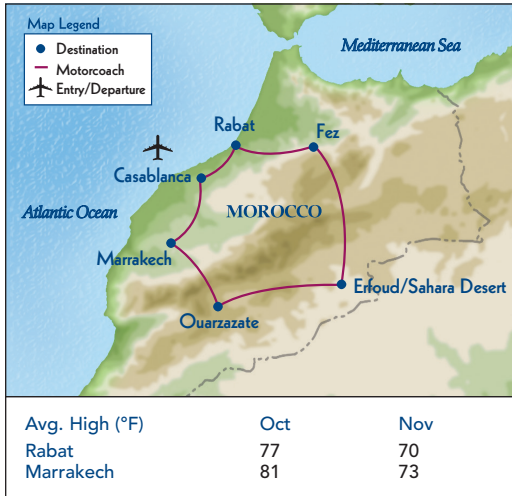 Map Legend
Destination
Motorcoach
Entry/Departure
Mediterranean Sea
Rabat
Fez
Casablanca
Atlantic Ocean
MOROCCO
Marrakech
Erfoud/Sahara Desert
Ouarzazate
Avg. High (°F) Oct Nov
Rabat 77 70
Marrakech 81 73